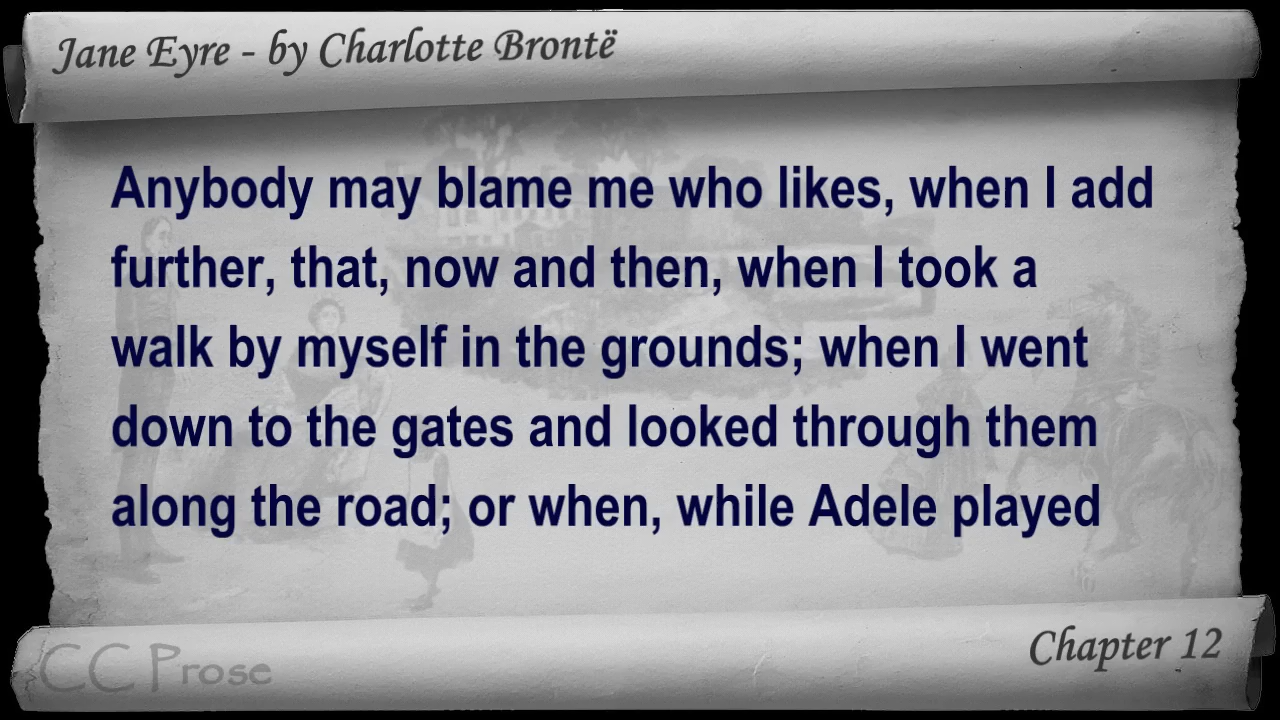 Jane Eyre - by Charlotte Brontë
Anybody may blame me who likes, when I add
further, that, now and then, when I took a
walk by myself in the grounds; when I went
down to the gates and looked through them
along the road; or when, while Adele played
Chapter 12
CC Prose